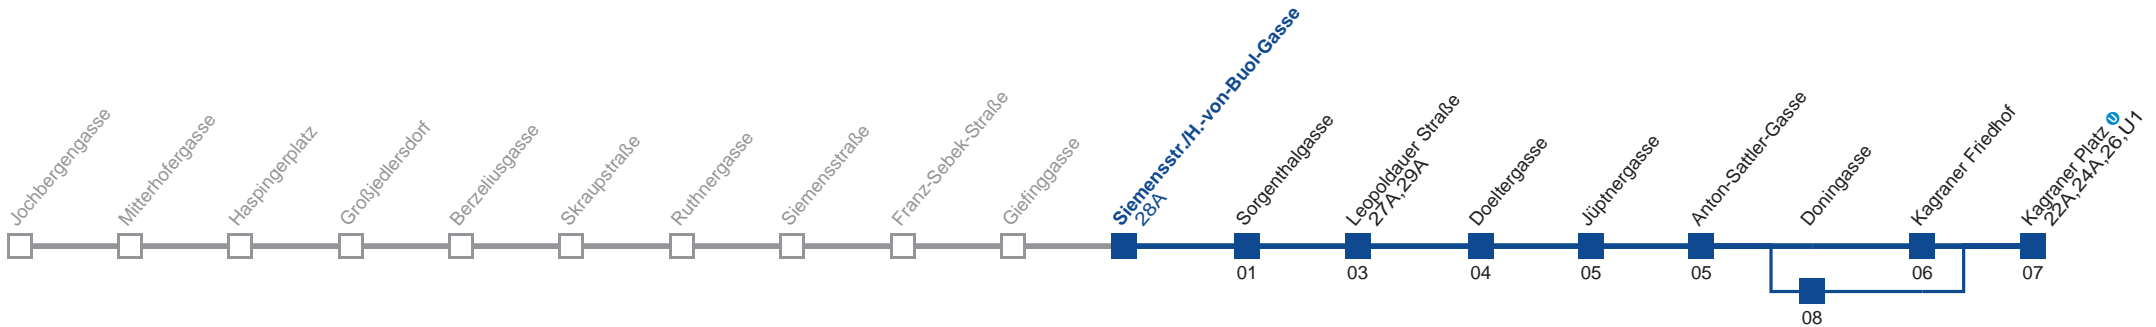 Jochbergengasse
Mitterhofergasse
Haspingerplatz
Großjedlersdorf
Berzeliusgasse
Skraupstraße
Ruthnergasse
Siemensstraße
Franz-Sebek-Straße
Giefinggasse
Siemensstr./H.-von-Buol-Gasse
28A
Sorgenthalgasse
01
Leopoldauer Straße
27A,29A
03
Doeltergasse
04
Jüptnergasse
05
Anton-Sattler-Gasse
05
Doningasse
08
Kagraner Friedhof
06
Kagraner Platz U
22A,24A,26,U1
07